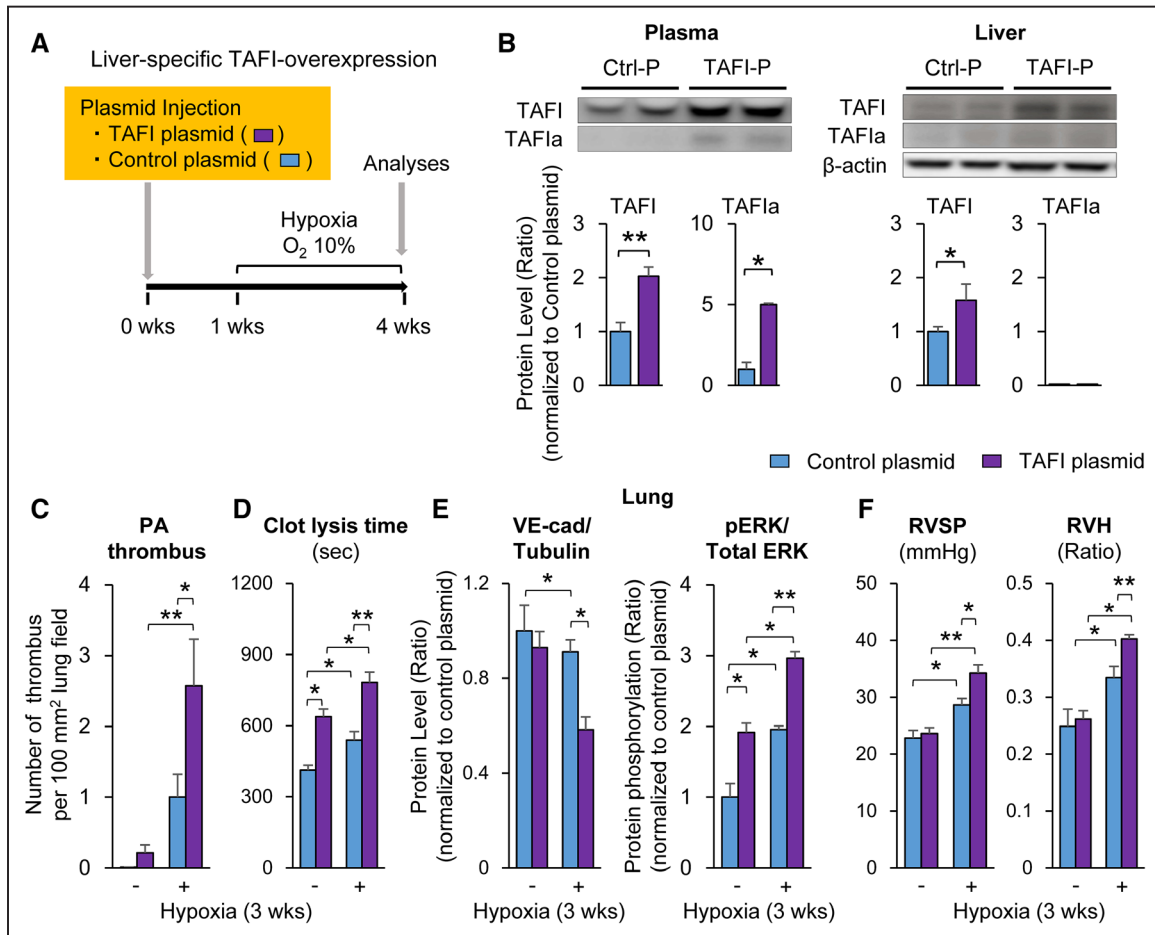 A
Liver-specific TAFI-overexpression
Plasmid Injection
・ TAFI plasmid ( )
・ Control plasmid ( )
Analyses
Hypoxia
O2 10%
0 wks
1 wks
4 wks
B
Plasma
Liver
Ctrl-P
TAFI-P
Ctrl-P
TAFI-P
TAFI
TAFIa
TAFI
TAFIa
β-actin
Protein Level (Ratio)
(normalized to Control plasmid)
TAFI
3
2
1
0
**
TAFIa
10
5
0
*
TAFI
3
2
1
0
*
TAFIa
3
2
1
0
Control plasmid
TAFI plasmid
Lung
C
PA
thrombus
Number of thrombus
per 100 mm2 lung field
4
3
2
1
0
*
**
- +
D
Clot lysis time
(sec)
1200
900
600
300
0
**
*
*
*
- +
Hypoxia (3 wks)
E
VE-cad/
Tubulin
Protein Level (Ratio)
(normalized to control plasmid)
1.2
0.8
0.4
0
*
*
- +
Hypoxia (3 wks)
pERK/
Total ERK
Protein phosphorylation (Ratio)
(normalized to control plasmid)
4
3
2
1
0
**
*
*
*
- +
Hypoxia (3 wks)
F
RVSP
(mmHg)
50
40
30
20
10
0
*
**
*
- +
RVH
(Ratio)
0.5
0.4
0.3
0.2
0.1
0
**
*
*
- +
Hypoxia (3 wks)